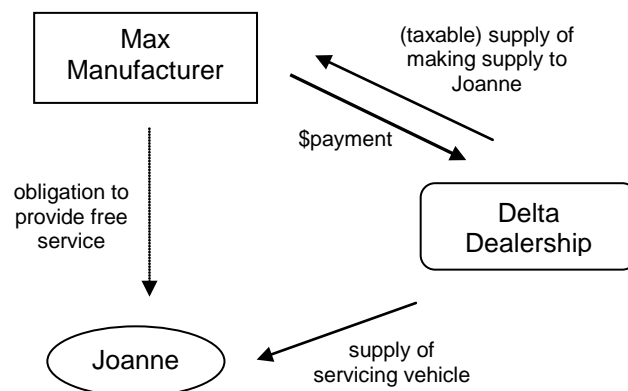 Max
Manufacturer
(taxable) supply of
making supply to
Joanne
$payment
obligation to
provide free
service
Delta
Dealership
Joanne
supply of
servicing vehicle